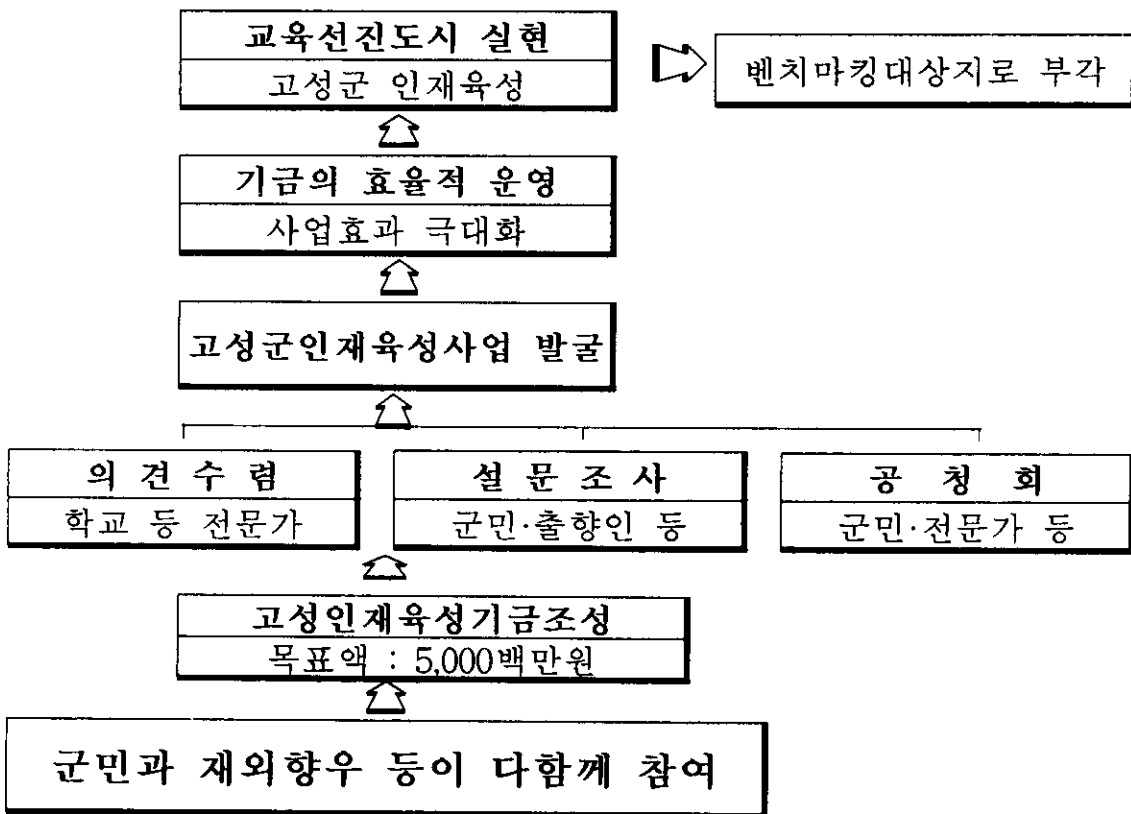 교육선진도시 실현
고성군 인재육성
벤치마킹대상지로 부각
기금의 효율적 운영
사업효과 극대화
고성군인재육성사업 발굴
의 견 수 렴
학교 등 전문가
설 문 조 사
군민·출향인 등
공 청 회
군민·전문가 등
고성인재육성기금조성
목표액 : 5,000백만원
군민과 재외향우 등이 다함께 참여